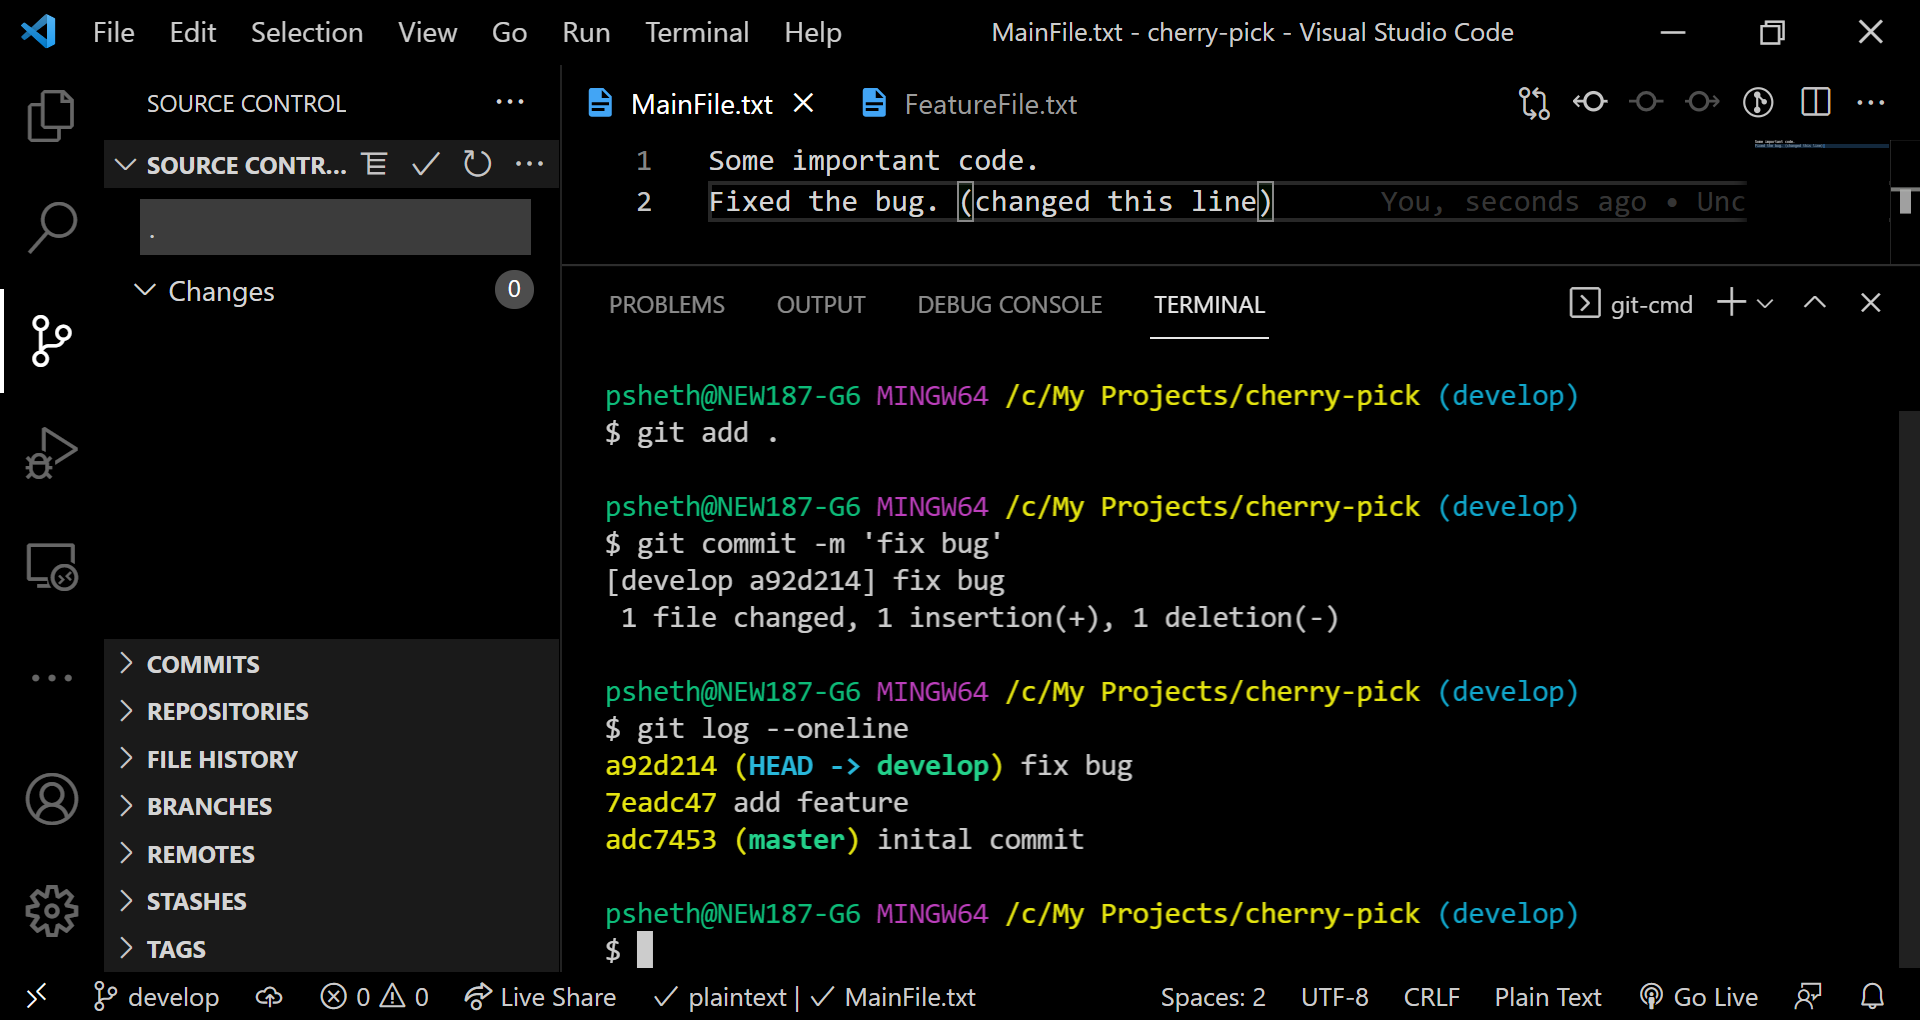 File Edit Selection View Go Run Terminal Help MainFile.txt - cherry-pick - Visual Studio Code
SOURCE CONTROL
SOURCE CONTR...
.
Changes 0
COMMITS
REPOSITORIES
FILE HISTORY
BRANCHES
REMOTES
STASHES
TAGS
MainFile.txt FeatureFile.txt
1 Some important code.
2 Fixed the bug. (changed this line) You, seconds ago • Unc
PROBLEMS OUTPUT DEBUG CONSOLE TERMINAL git-cmd
psheth@NEW187-G6 MINGW64 /c/My Projects/cherry-pick (develop)
$ git add .
psheth@NEW187-G6 MINGW64 /c/My Projects/cherry-pick (develop)
$ git commit -m 'fix bug'
[develop a92d214] fix bug
1 file changed, 1 insertion(+), 1 deletion(-)
psheth@NEW187-G6 MINGW64 /c/My Projects/cherry-pick (develop)
$ git log --oneline
a92d214 (HEAD -> develop) fix bug
7eadc47 add feature
adc7453 (master) inital commit
psheth@NEW187-G6 MINGW64 /c/My Projects/cherry-pick (develop)
$
develop 0 0 Live Share plaintext | MainFile.txt Spaces: 2 UTF-8 CRLF Plain Text Go Live